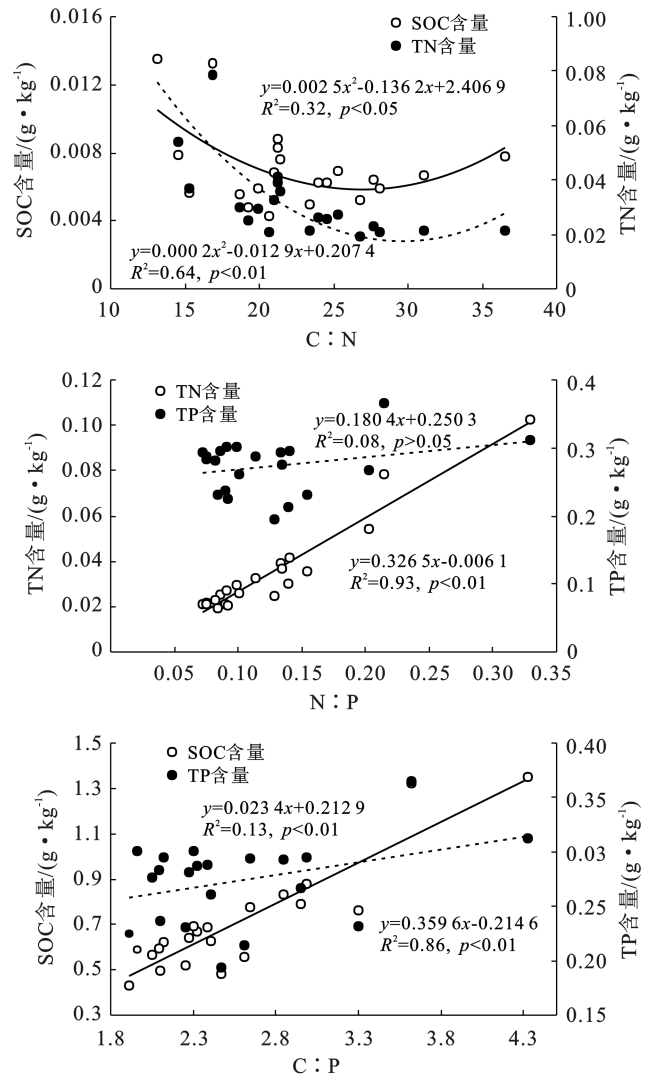 0.016
0.012
0.008
0.004
0
SOC含量/(g·kg⁻¹)
SOC含量
TN含量
y=0.002 5x²-0.136 2x+2.406 9
R²=0.32, p<0.05
y=0.000 2x²-0.012 9x+0.207 4
R²=0.64, p<0.01
1.00
0.08
0.06
0.04
0.02
0
TN含量/(g·kg⁻¹)
10 15 20 25 30 35 40
C∶N
0.12
0.10
0.08
0.06
0.04
0.02
0
TN含量/(g·kg⁻¹)
TN含量
TP含量
y=0.180 4x+0.250 3
R²=0.08, p>0.05
y=0.326 5x-0.006 1
R²=0.93, p<0.01
0.4
0.3
0.2
0.1
0
TP含量/(g·kg⁻¹)
0.05 0.10 0.15 0.20 0.25 0.30 0.35
N∶P
1.5
1.3
1.1
0.9
0.7
0.5
0.3
SOC含量/(g·kg⁻¹)
SOC含量
TP含量
y=0.023 4x+0.212 9
R²=0.13, p<0.01
y=0.359 6x-0.214 6
R²=0.86, p<0.01
0.40
0.35
0.03
0.25
0.20
0.15
TP含量/(g·kg⁻¹)
1.8 2.3 2.8 3.3 3.8 4.3
C∶P